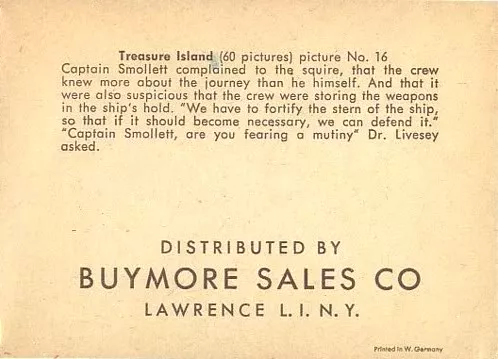 Treasure Island (60 pictures) picture No. 16
Captain Smollett complained to the squire, that the crew
knew more about the journey than he himself. And that it
were also suspicious that the crew were storing the weapons
in the ship's hold. "We have to fortify the stern of the ship,
so that if it should become necessary, we can defend it."
"Captain Smollett, are you fearing a mutiny" Dr. Livesey
asked.
DISTRIBUTED BY
BUYMORE SALES CO
LAWRENCE L. I. N. Y.
Printed in W. Germany